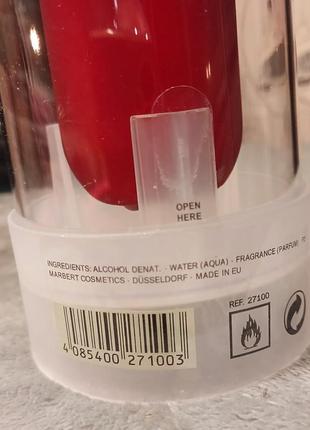 OPEN
HERE
INGREDIENTS: ALCOHOL DENAT. · WATER (AQUA) · FRAGRANCE (PARFUM)
MARBERT COSMETICS · DÜSSELDORF · MADE IN EU
REF. 27100
4 085400 271003